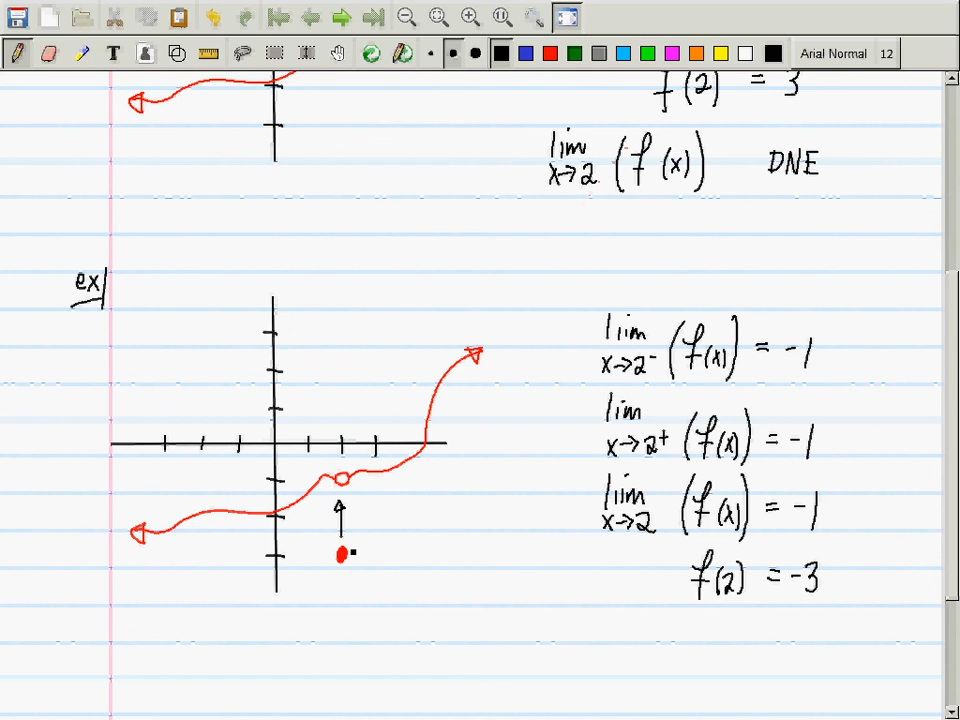 T
Arial Normal 12
f(2) = 3
lim x→2 (f(x)) DNE
ex
lim x→2⁻ (f(x)) = -1
lim x→2⁺ (f(x)) = -1
lim x→2 (f(x)) = -1
f(2) = -3